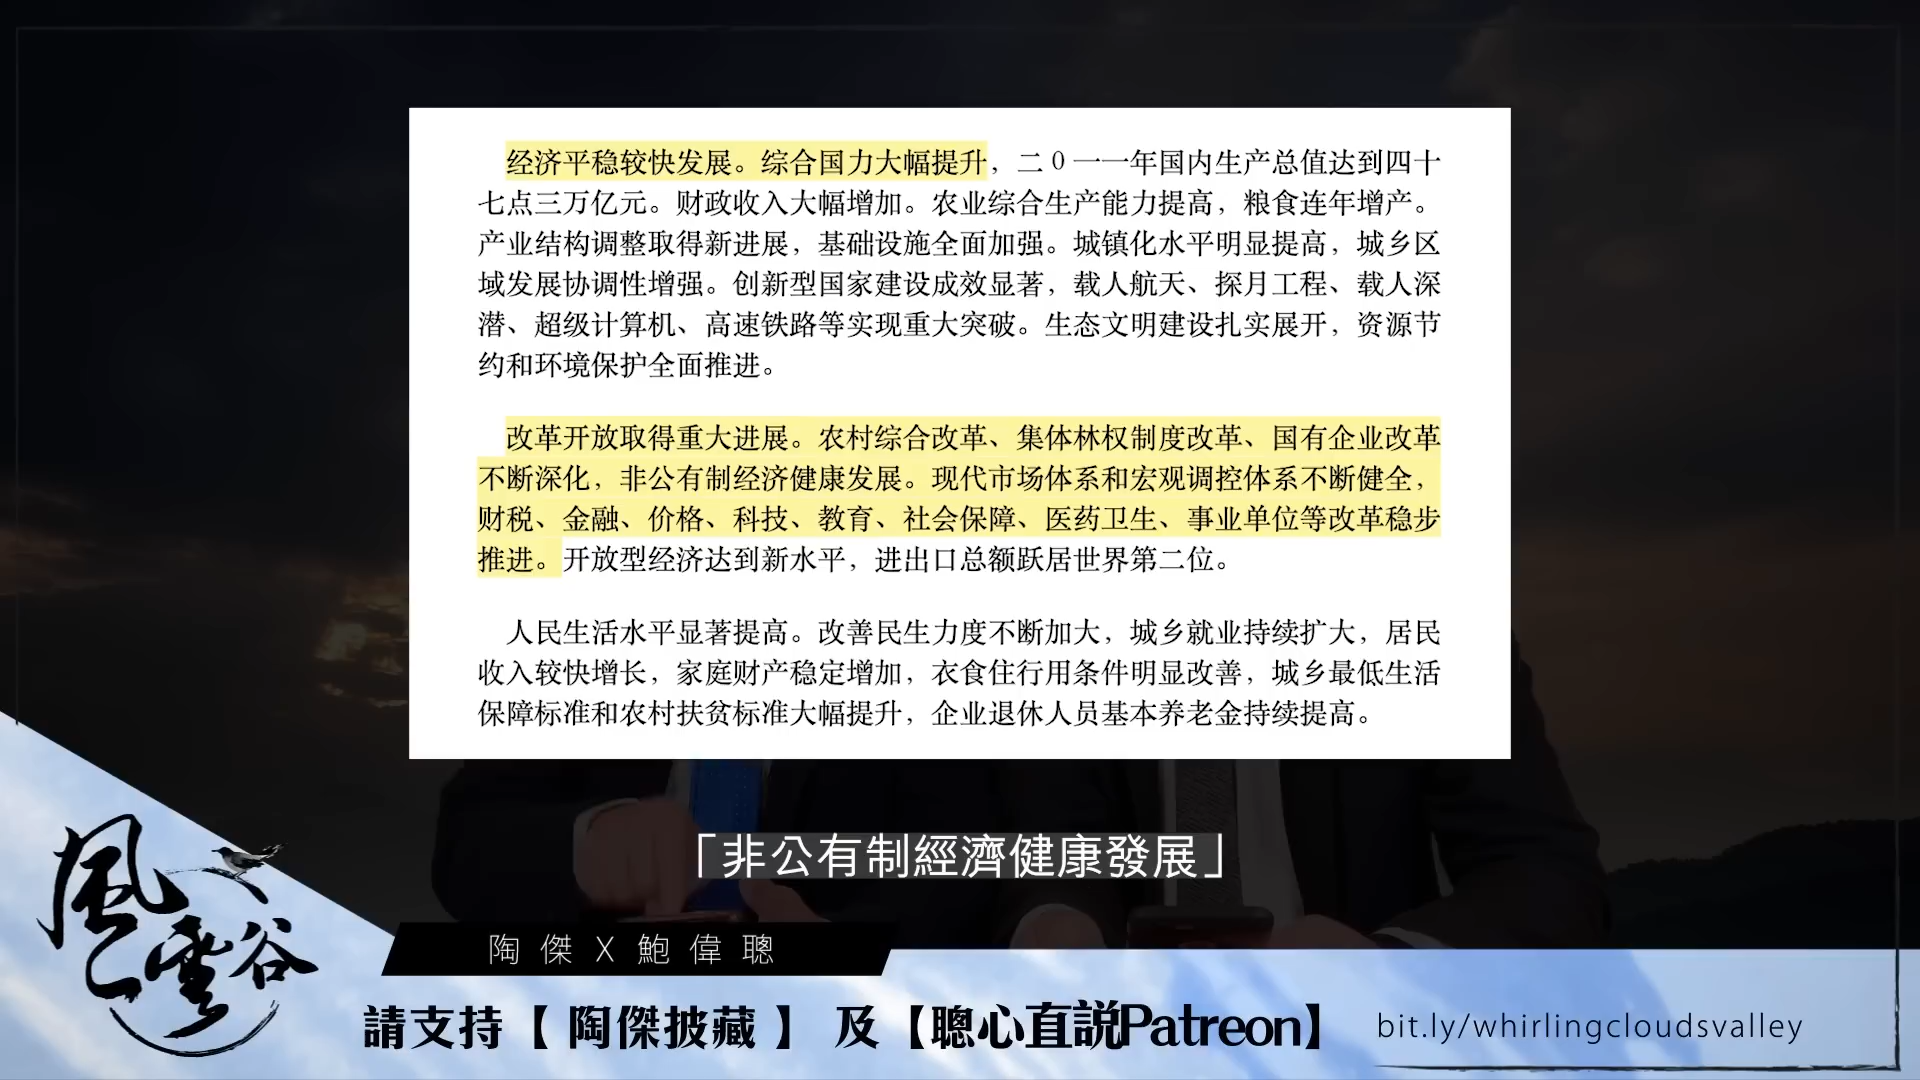 经济平稳较快发展。综合国力大幅提升，二０一一年国内生产总值达到四十
七点三万亿元。财政收入大幅增加。农业综合生产能力提高，粮食连年增产。
产业结构调整取得新进展，基础设施全面加强。城镇化水平明显提高，城乡区
域发展协调性增强。创新型国家建设成效显著，载人航天、探月工程、载人深
潜、超级计算机、高速铁路等实现重大突破。生态文明建设扎实展开，资源节
约和环境保护全面推进。
改革开放取得重大进展。农村综合改革、集体林权制度改革、国有企业改革
不断深化，非公有制经济健康发展。现代市场体系和宏观调控体系不断健全，
财税、金融、价格、科技、教育、社会保障、医药卫生、事业单位等改革稳步
推进。开放型经济达到新水平，进出口总额跃居世界第二位。
人民生活水平显著提高。改善民生力度不断加大，城乡就业持续扩大，居民
收入较快增长，家庭财产稳定增加，衣食住行用条件明显改善，城乡最低生活
保障标准和农村扶贫标准大幅提升，企业退休人员基本养老金持续提高。
「非公有制經濟健康發展」
風雲谷
陶傑X鮑偉聰
請支持【陶傑披藏】 及【聰心直説Patreon】
bit.ly/whirlingcloudsvalley